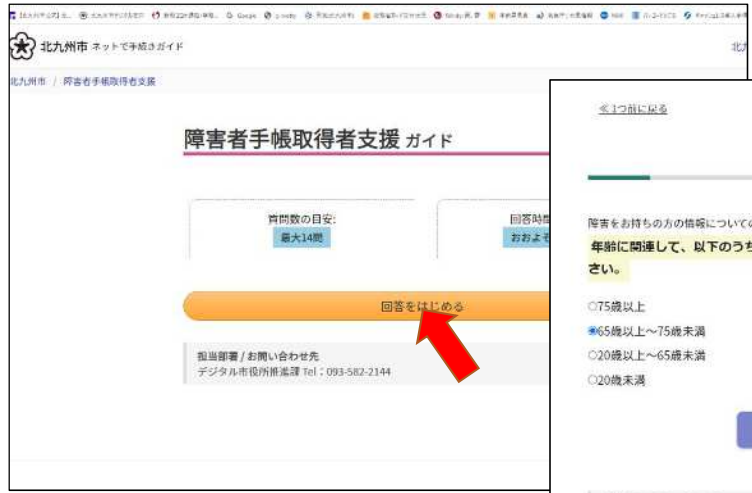 北九州市 ネットで手続きガイド
北九州市 / 障害者手帳取得者支援
障害者手帳取得者支援 ガイド
質問数の目安:
最大14問
回答時間
おおよそ
回答をはじめる
担当部署 / お問い合わせ先
デジタル市役所推進課 Tel：093-582-2144
≪1つ前に戻る
障害をお持ちの方の情報についての
年齢に関連して、以下のうち
さい。
75歳以上
65歳以上～75歳未満
20歳以上～65歳未満
20歳未満